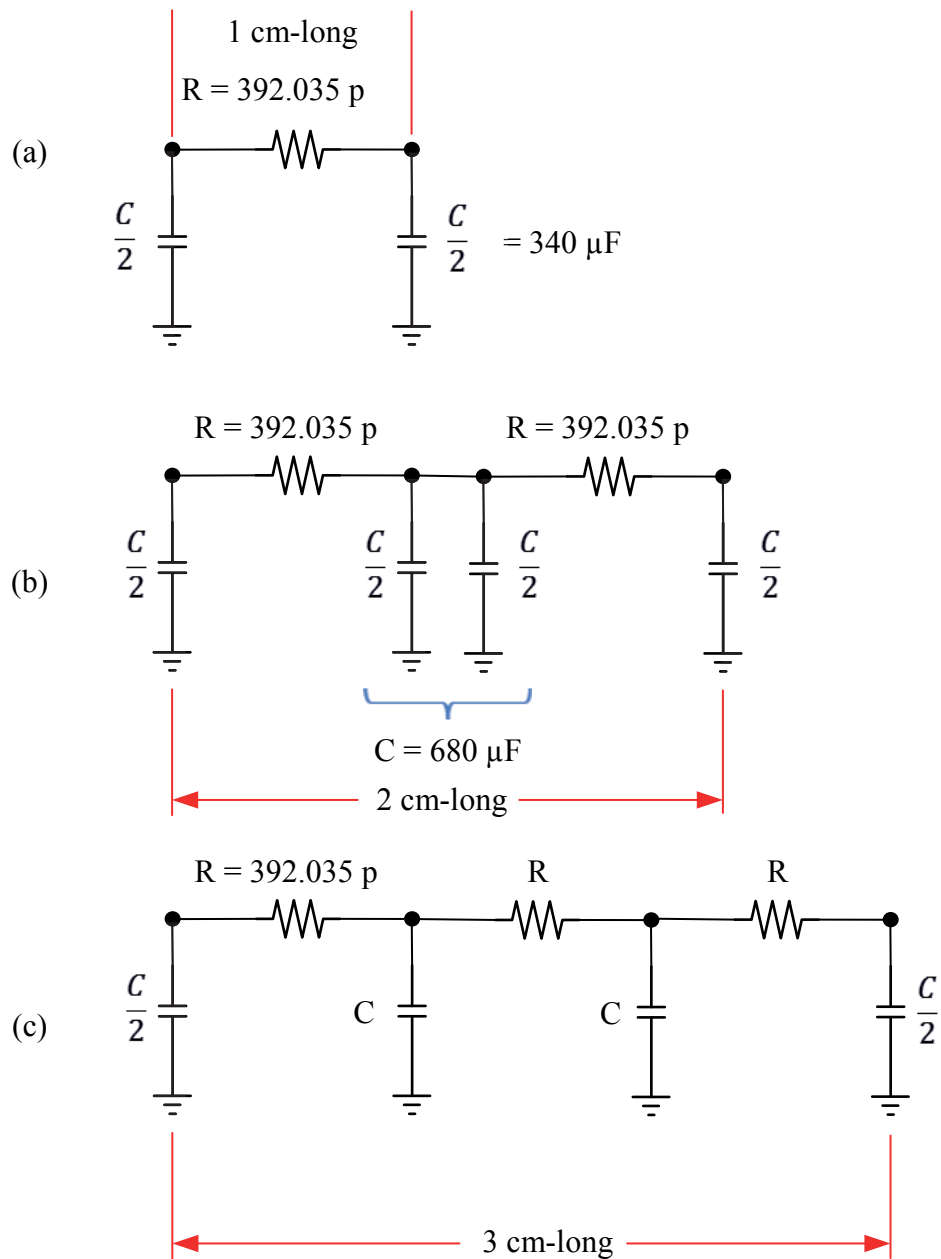 1 cm-long
R = 392.035 p
(a)
C/2
C/2 = 340 µF
R = 392.035 p
R = 392.035 p
(b)
C/2
C/2
C/2
C/2
C = 680 µF
2 cm-long
R = 392.035 p
R
R
(c)
C/2
C
C
C/2
3 cm-long